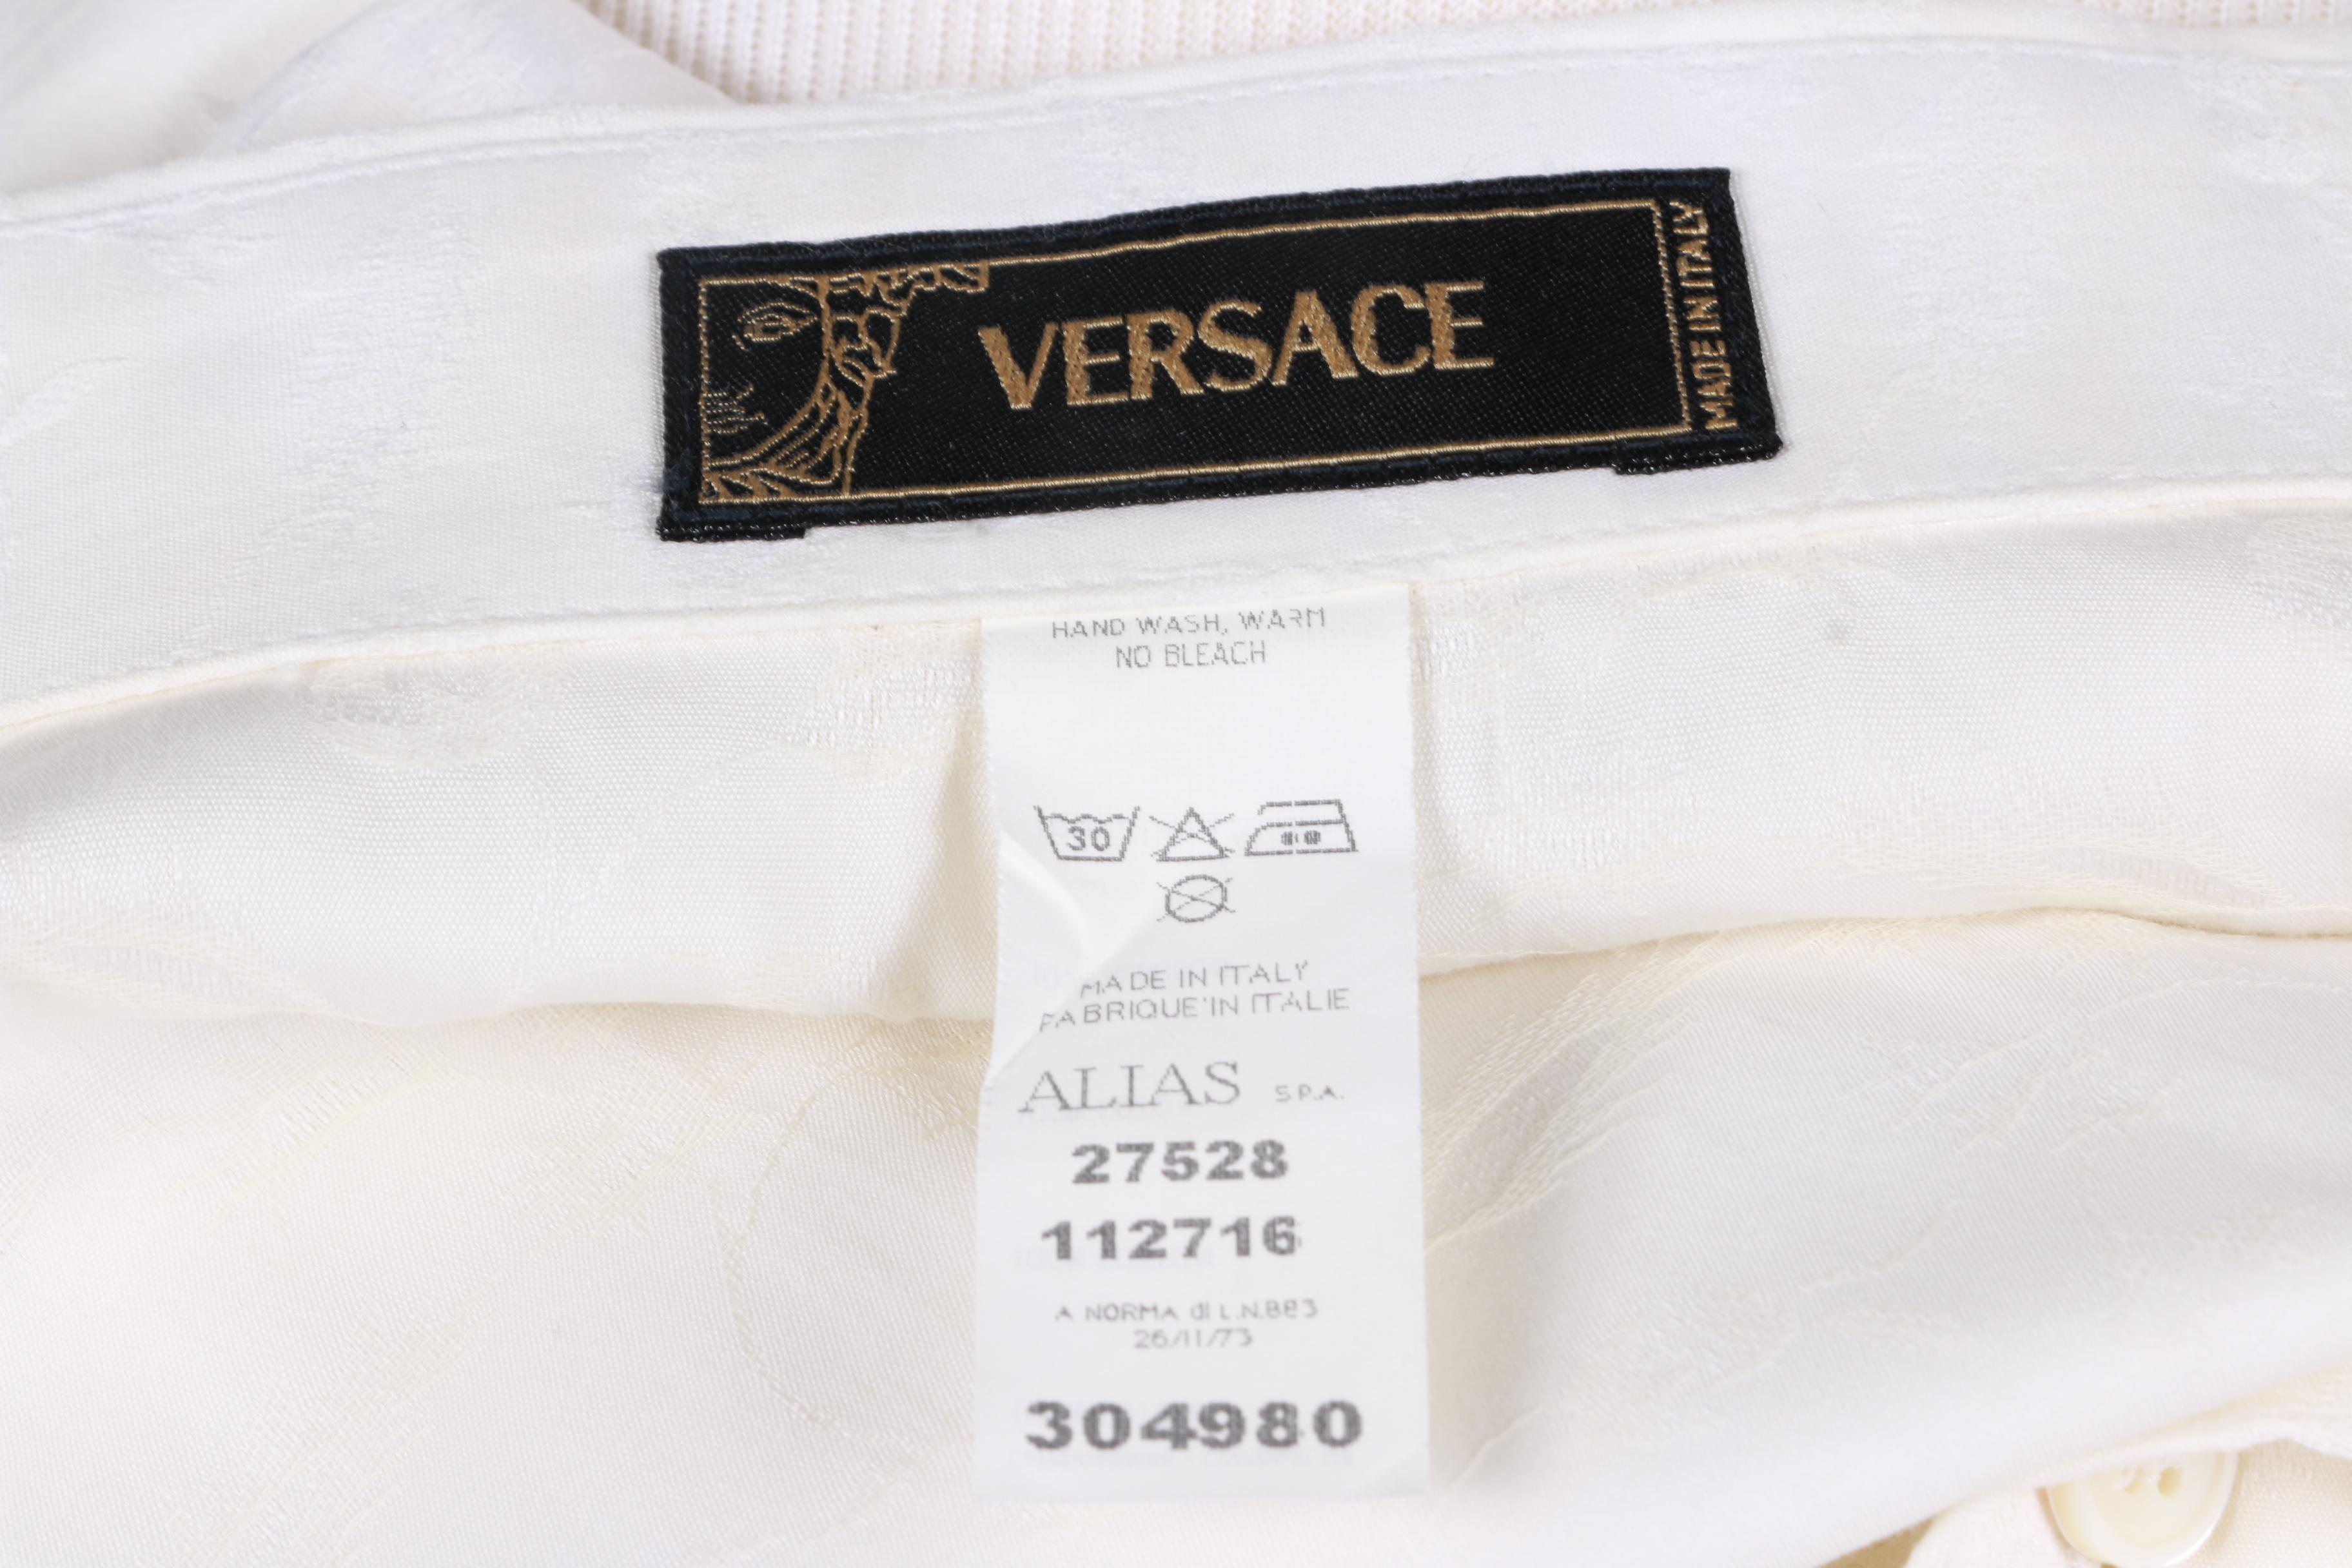 VERSACE
MADE IN ITALY
HAND WASH, WARM
NO BLEACH
30
MADE IN ITALY
FABRIQUE'IN ITALIE
ALIAS S.P.A.
27528
112716
A NORMA di L.N.883
26/11/73
304980